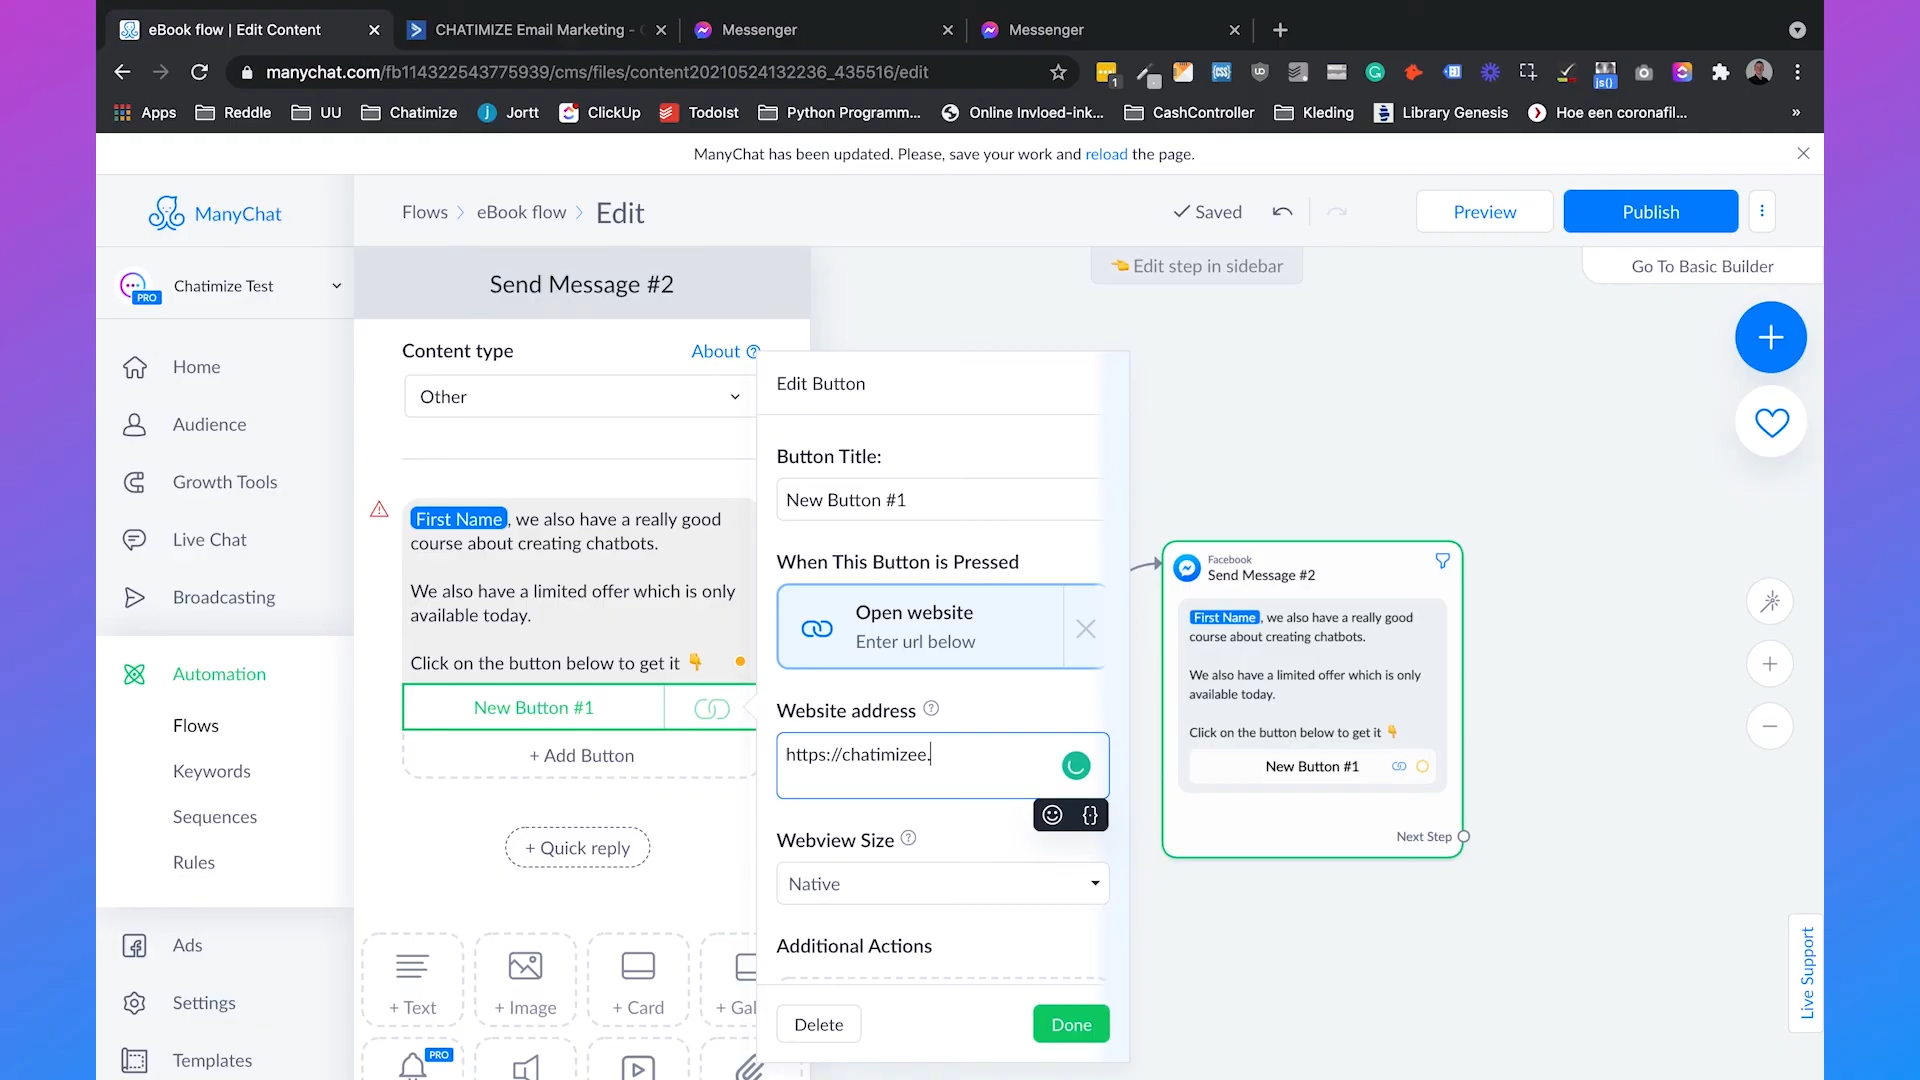 eBook flow | Edit Content
CHATIMIZE Email Marketing -
Messenger
Messenger
manychat.com/fb114322543775939/cms/files/content20210524132236_435516/edit
Apps
Reddle
UU
Chatimize
Jortt
ClickUp
TodoIst
Python Programm...
Online Invloed-ink...
CashController
Kleding
Library Genesis
Hoe een coronafil...
»
ManyChat has been updated. Please, save your work and reload the page.
ManyChat
Flows
eBook flow
Edit
Saved
Preview
Publish
PRO
Chatimize Test
Send Message #2
👈 Edit step in sidebar
Go To Basic Builder
Home
Audience
Growth Tools
Live Chat
Broadcasting
Automation
Flows
Keywords
Sequences
Rules
Ads
Settings
Templates
Content type
About
Other
First Name, we also have a really good
course about creating chatbots.
We also have a limited offer which is only
available today.
Click on the button below to get it 👇
New Button #1
+ Add Button
+ Quick reply
+ Text
+ Image
+ Card
+ Gal
PRO
Edit Button
Button Title:
New Button #1
When This Button is Pressed
Open website
Enter url below
Website address
https://chatimizee.
Webview Size
Native
Additional Actions
Delete
Done
Facebook
Send Message #2
First Name, we also have a really good
course about creating chatbots.
We also have a limited offer which is only
available today.
Click on the button below to get it 👇
New Button #1
Next Step
Live Support